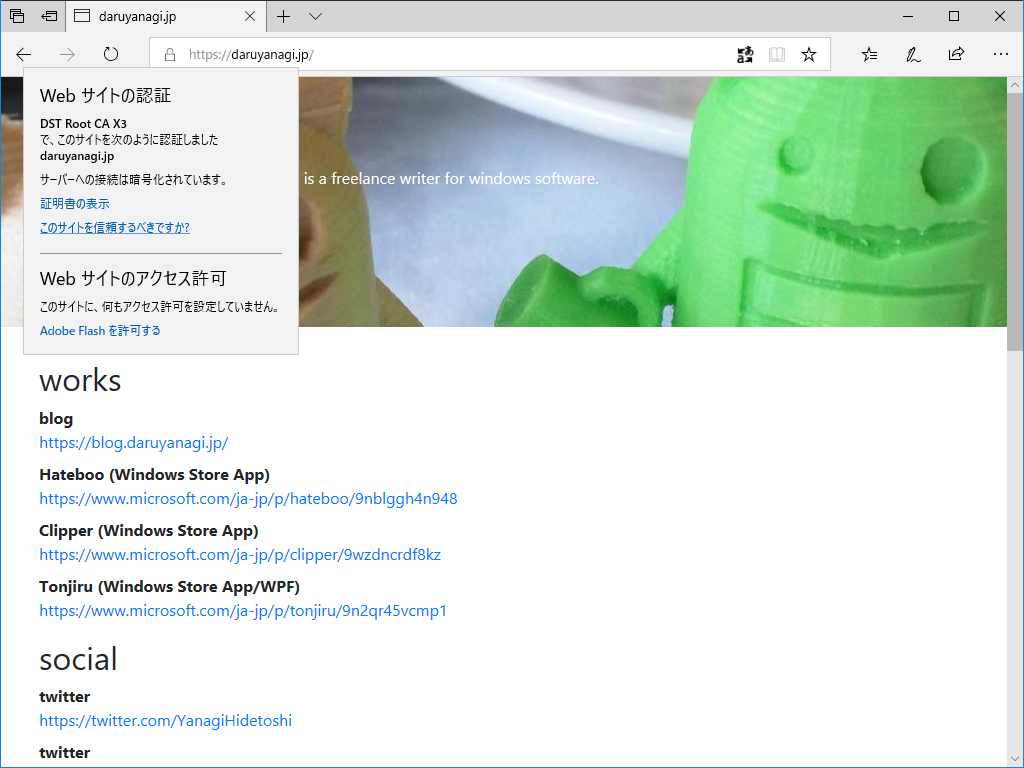 daruyanagi.jp
https://daruyanagi.jp/
Web サイトの認証
DST Root CA X3
で、このサイトを次のように認証しました
daruyanagi.jp
サーバーへの接続は暗号化されています。
証明書の表示
このサイトを信頼するべきですか?
Web サイトのアクセス許可
このサイトに、何もアクセス許可を設定していません。
Adobe Flash を許可する
is a freelance writer for windows software.
works
blog
https://blog.daruyanagi.jp/
Hateboo (Windows Store App)
https://www.microsoft.com/ja-jp/p/hateboo/9nblggh4n948
Clipper (Windows Store App)
https://www.microsoft.com/ja-jp/p/clipper/9wzdncrdf8kz
Tonjiru (Windows Store App/WPF)
https://www.microsoft.com/ja-jp/p/tonjiru/9n2qr45vcmp1
social
twitter
https://twitter.com/YanagiHidetoshi
twitter